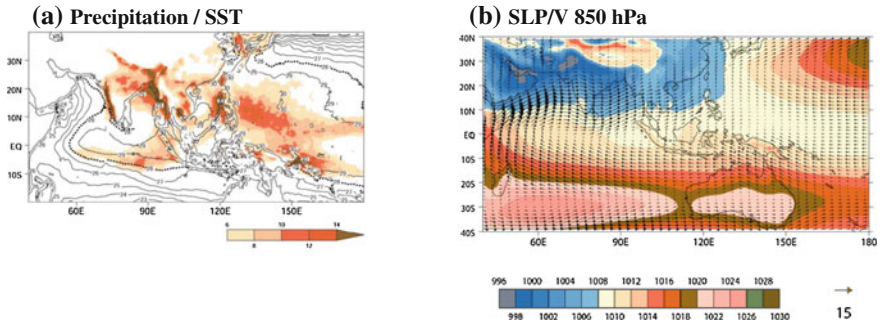 (a) Precipitation / SST
30N
20N
10N
EQ
10S
60E 90E 120E 150E
6 10 14
8 12
(b) SLP/V 850 hPa
40N
30N
20N
10N
EQ
10S
20S
30S
40S
60E 90E 120E 150E 180
996 1000 1004 1008 1012 1016 1020 1024 1028
998 1002 1006 1010 1014 1018 1022 1026 1030
15